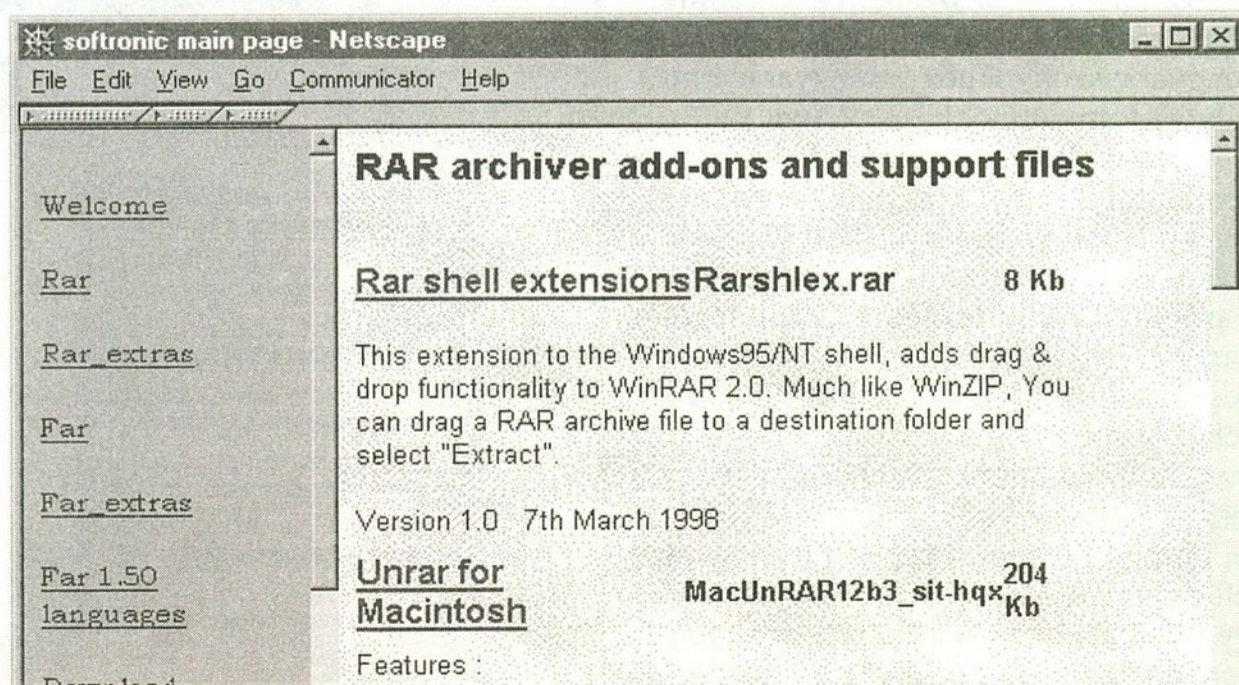 softronic main page - Netscape
File Edit View Go Communicator Help
Welcome
Rar
Rar_extras
Far
Far_extras
Far 1.50
languages
Download
RAR archiver add-ons and support files
Rar shell extensionsRarshlex.rar 8 Kb
This extension to the Windows95/NT shell, adds drag &
drop functionality to WinRAR 2.0. Much like WinZIP, You
can drag a RAR archive file to a destination folder and
select "Extract".
Version 1.0 7th March 1998
Unrar for
Macintosh
MacUnRAR12b3_sit-hqx
204
Kb
Features :